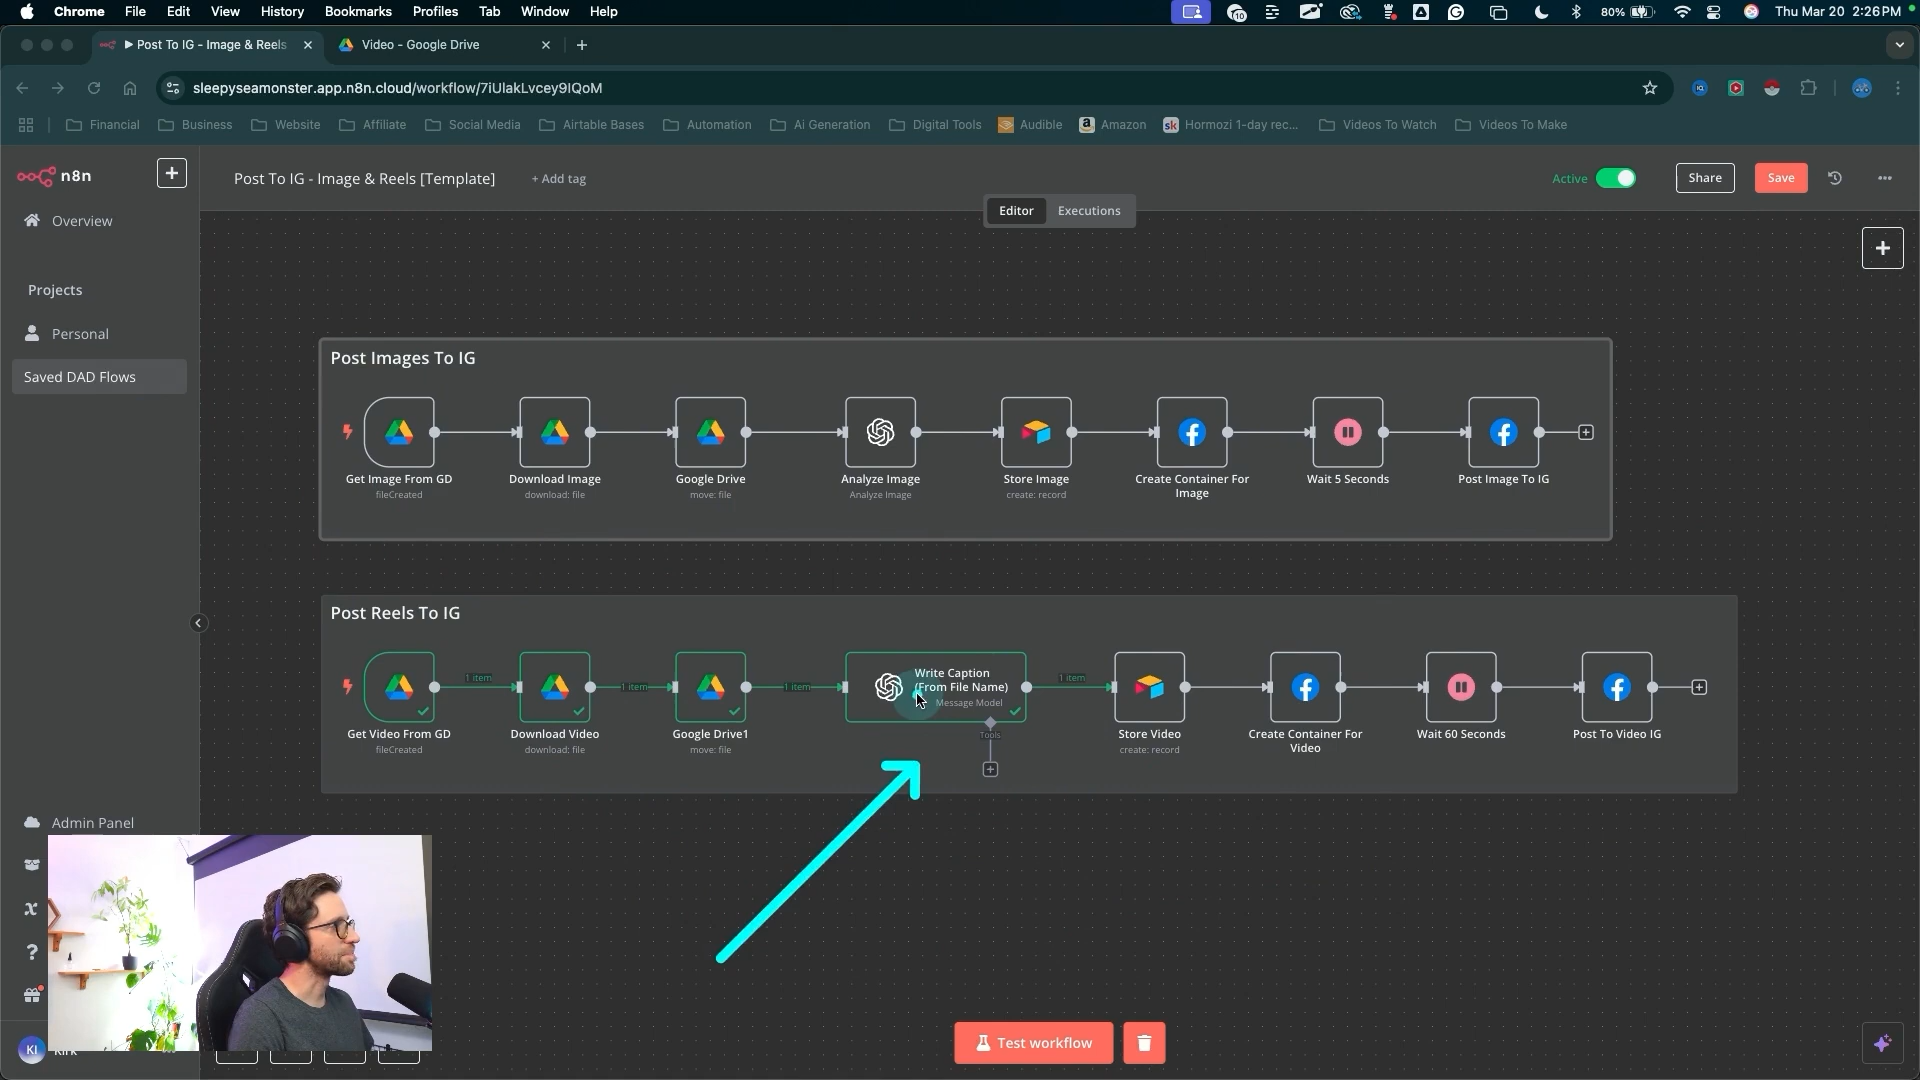 Chrome File Edit View History Bookmarks Profiles Tab Window Help
10 80% Thu Mar 20 2:26 PM
Post To IG - Image & Reels
Video - Google Drive
sleepyseamonster.app.n8n.cloud/workflow/7iUlakLvcey9IQoM
Financial Business Website Affiliate Social Media Airtable Bases Automation Ai Generation Digital Tools Audible Amazon Hormozi 1-day rec... Videos To Watch Videos To Make
n8n
Post To IG - Image & Reels [Template]
+ Add tag
Active
Share
Save
Editor Executions
Overview
Projects
Personal
Saved DAD Flows
Post Images To IG
Get Image From GD
fileCreated
Download Image
download: file
Google Drive
move: file
Analyze Image
Analyze Image
Store Image
create: record
Create Container For
Image
Wait 5 Seconds
Post Image To IG
Post Reels To IG
1 item
1 item
1 item
1 item
Get Video From GD
fileCreated
Download Video
download: file
Google Drive1
move: file
Write Caption
(From File Name)
Message Model
Tools
Store Video
create: record
Create Container For
Video
Wait 60 Seconds
Post To Video IG
Admin Panel
KI
Kirk
Test workflow